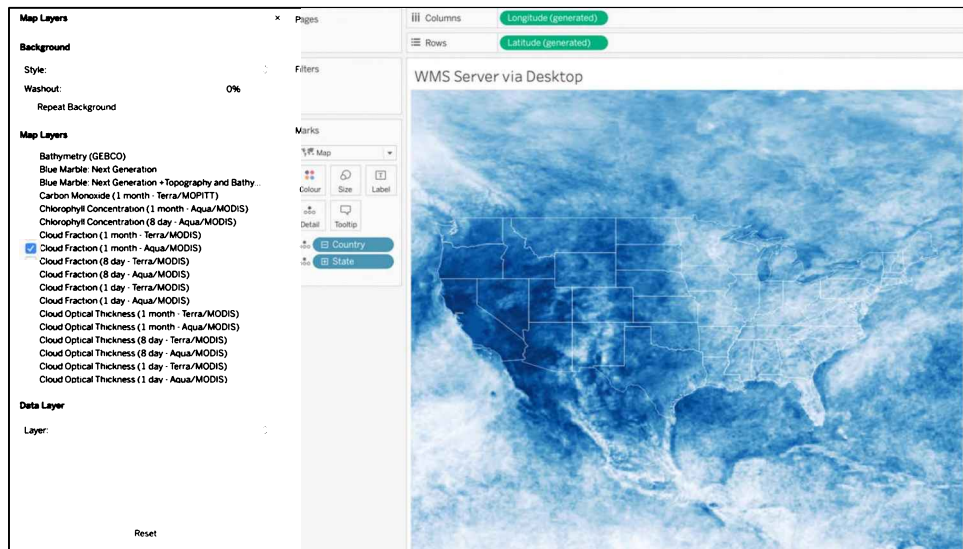 Map Layers
×
Background
Style:
Washout:
0%
Repeat Background
Map Layers
Bathymetry (GEBCO)
Blue Marble: Next Generation
Blue Marble: Next Generation +Topography and Bathy...
Carbon Monoxide (1 month - Terra/MOPITT)
Chlorophyll Concentration (1 month - Aqua/MODIS)
Chlorophyll Concentration (8 day - Aqua/MODIS)
Cloud Fraction (1 month - Terra/MODIS)
Cloud Fraction (1 month - Aqua/MODIS)
Cloud Fraction (8 day - Terra/MODIS)
Cloud Fraction (8 day - Aqua/MODIS)
Cloud Fraction (1 day - Terra/MODIS)
Cloud Fraction (1 day - Aqua/MODIS)
Cloud Optical Thickness (1 month - Terra/MODIS)
Cloud Optical Thickness (1 month - Aqua/MODIS)
Cloud Optical Thickness (8 day - Terra/MODIS)
Cloud Optical Thickness (8 day - Aqua/MODIS)
Cloud Optical Thickness (1 day - Terra/MODIS)
Cloud Optical Thickness (1 day - Aqua/MODIS)
Data Layer
Layer:
Reset
Pages
Filters
Marks
Map
Colour
Size
Label
Detail
Tooltip
Country
State
Columns
Longitude (generated)
Rows
Latitude (generated)
WMS Server via Desktop